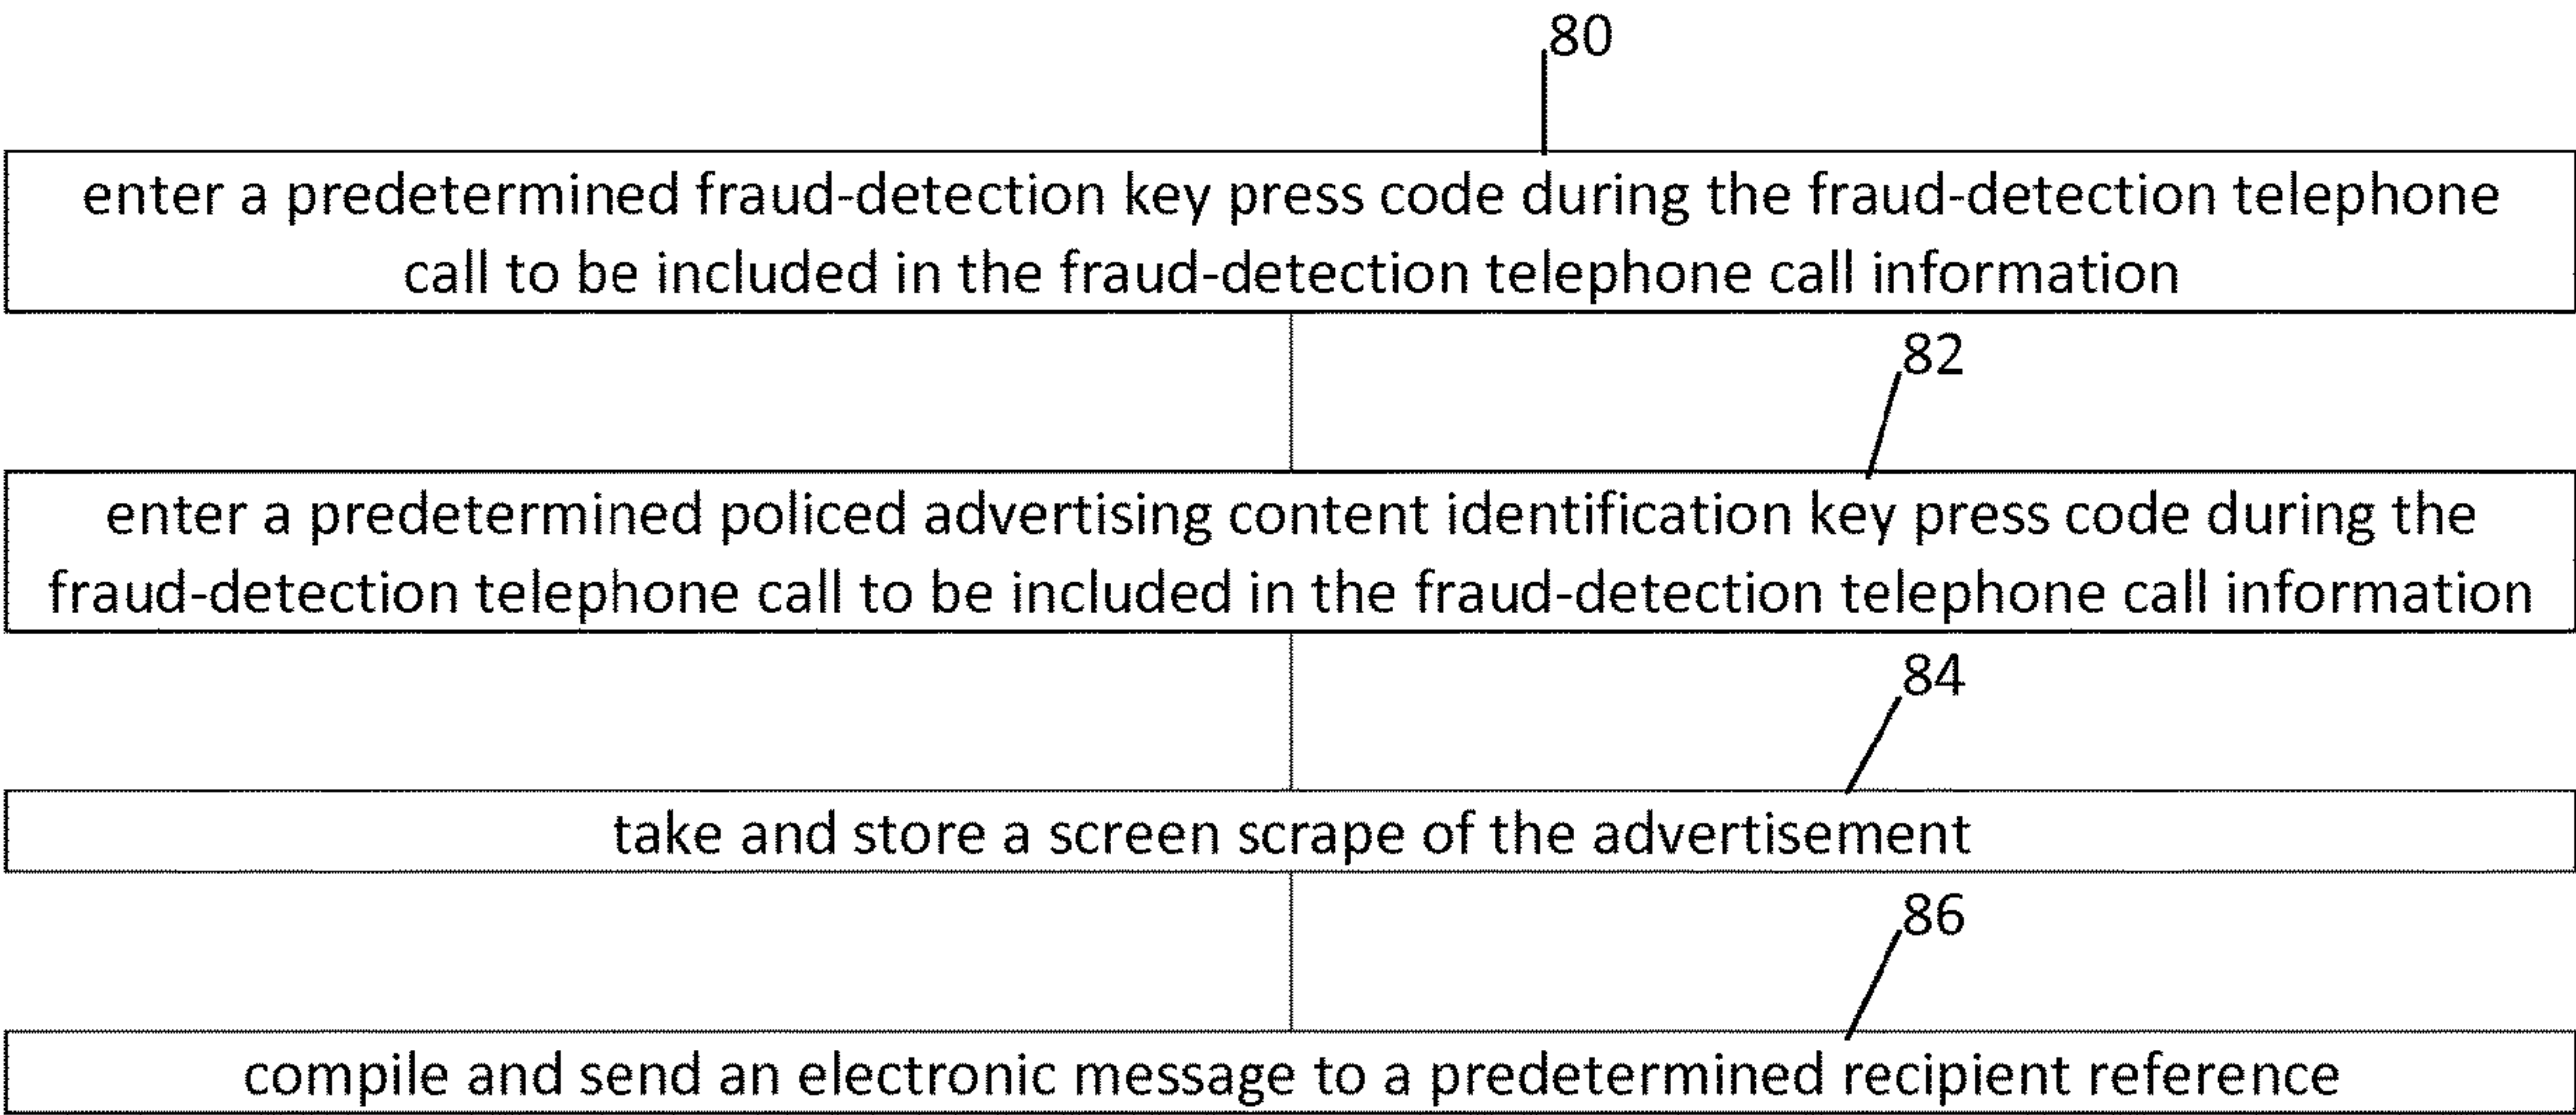 80
enter a predetermined fraud-detection key press code during the fraud-detection telephone
call to be included in the fraud-detection telephone call information
82
enter a predetermined policed advertising content identification key press code during the
fraud-detection telephone call to be included in the fraud-detection telephone call information
84
take and store a screen scrape of the advertisement
86
compile and send an electronic message to a predetermined recipient reference